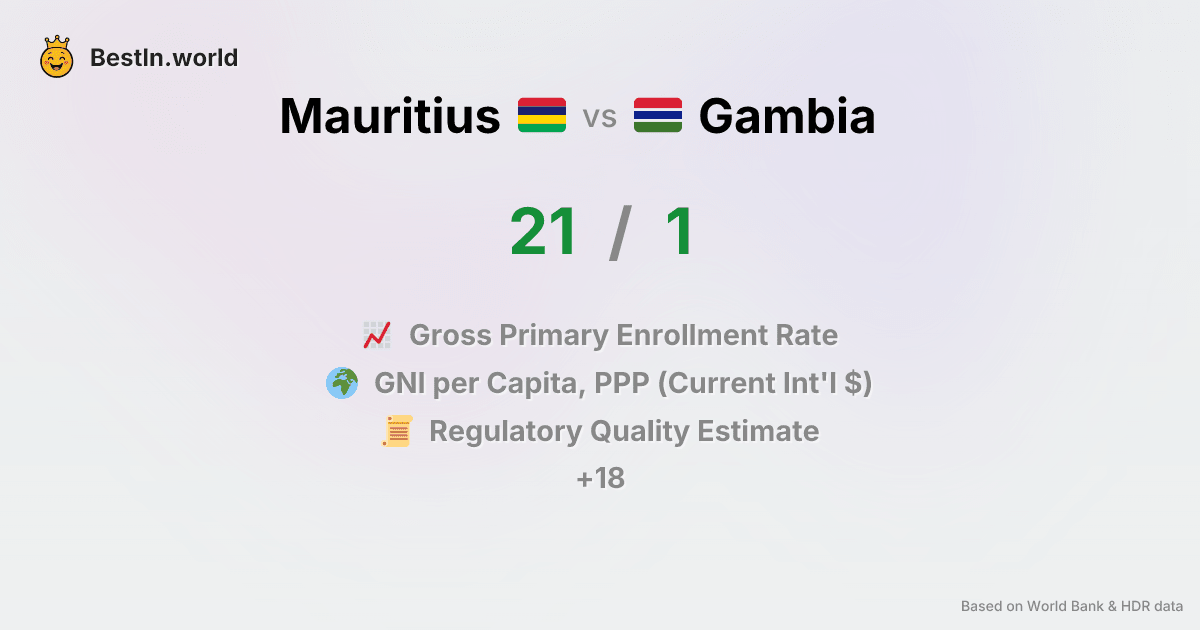 BestIn.world
Mauritius vs Gambia
21 / 1
Gross Primary Enrollment Rate
GNI per Capita, PPP (Current Int'l $)
Regulatory Quality Estimate
+18
Based on World Bank & HDR data